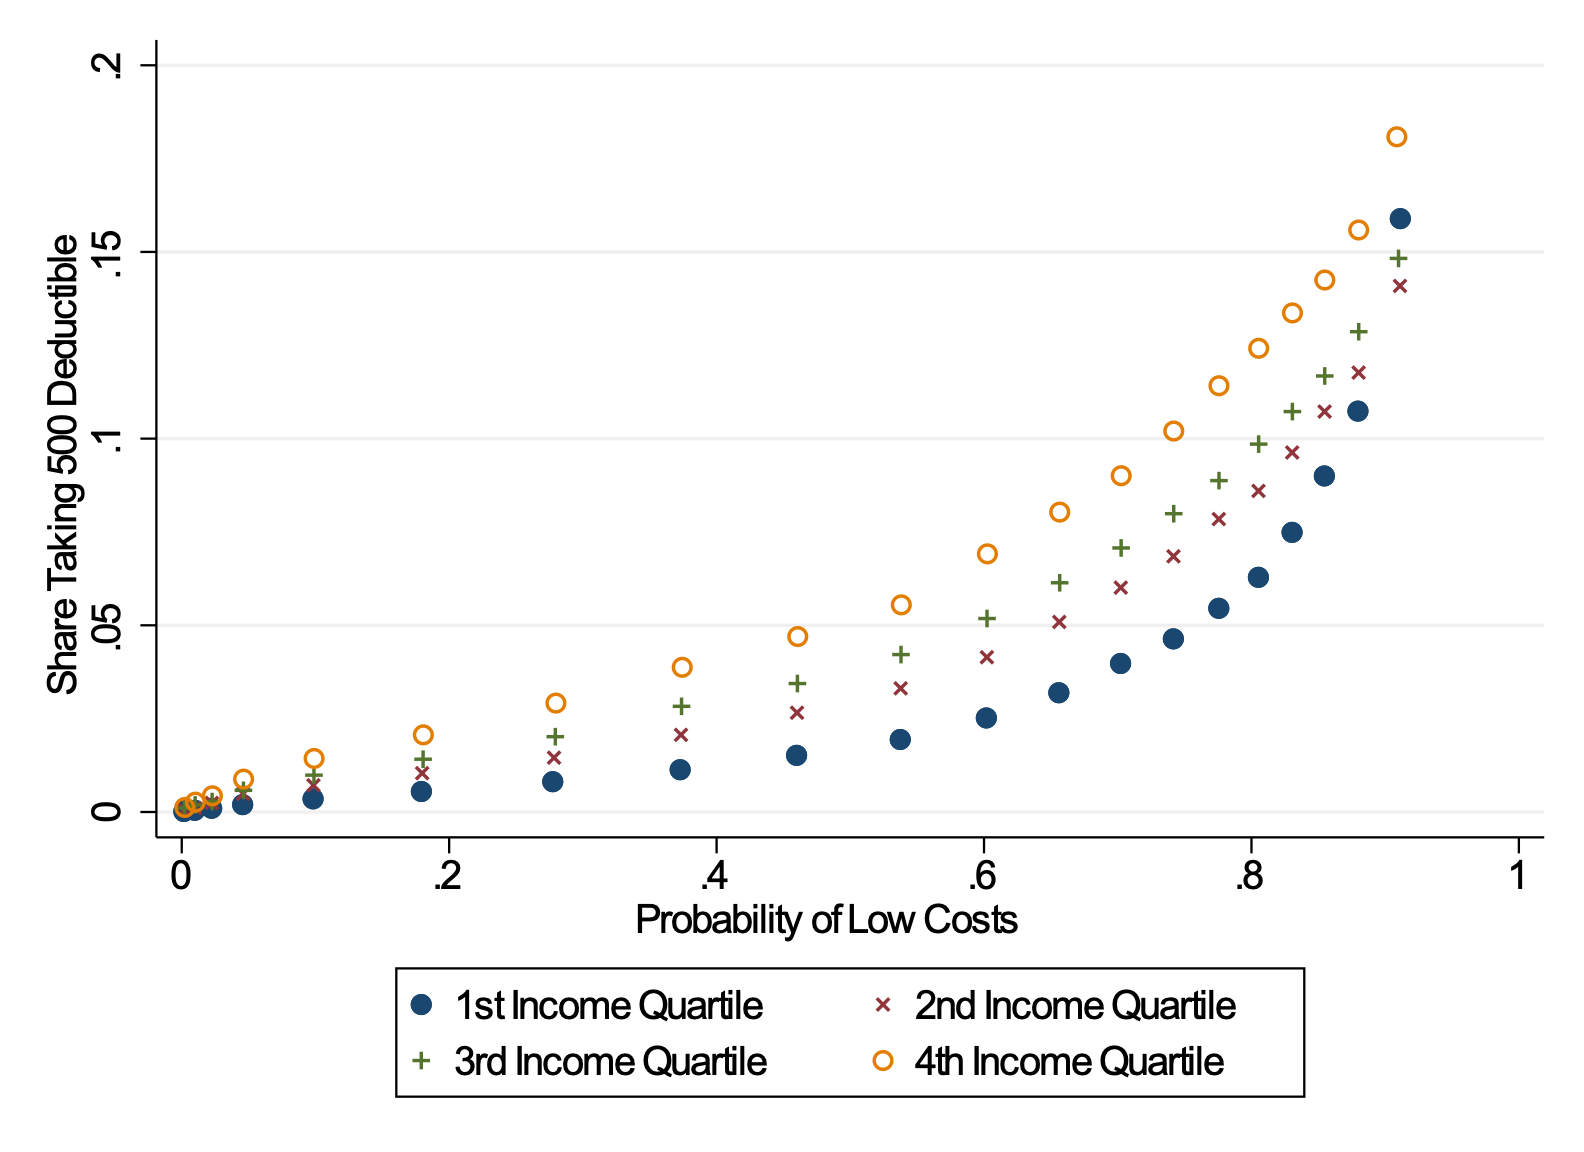 Share Taking 500 Deductible
.2
.15
.1
.05
0
0 .2 .4 .6 .8 1
Probability of Low Costs
1st Income Quartile 2nd Income Quartile
3rd Income Quartile 4th Income Quartile